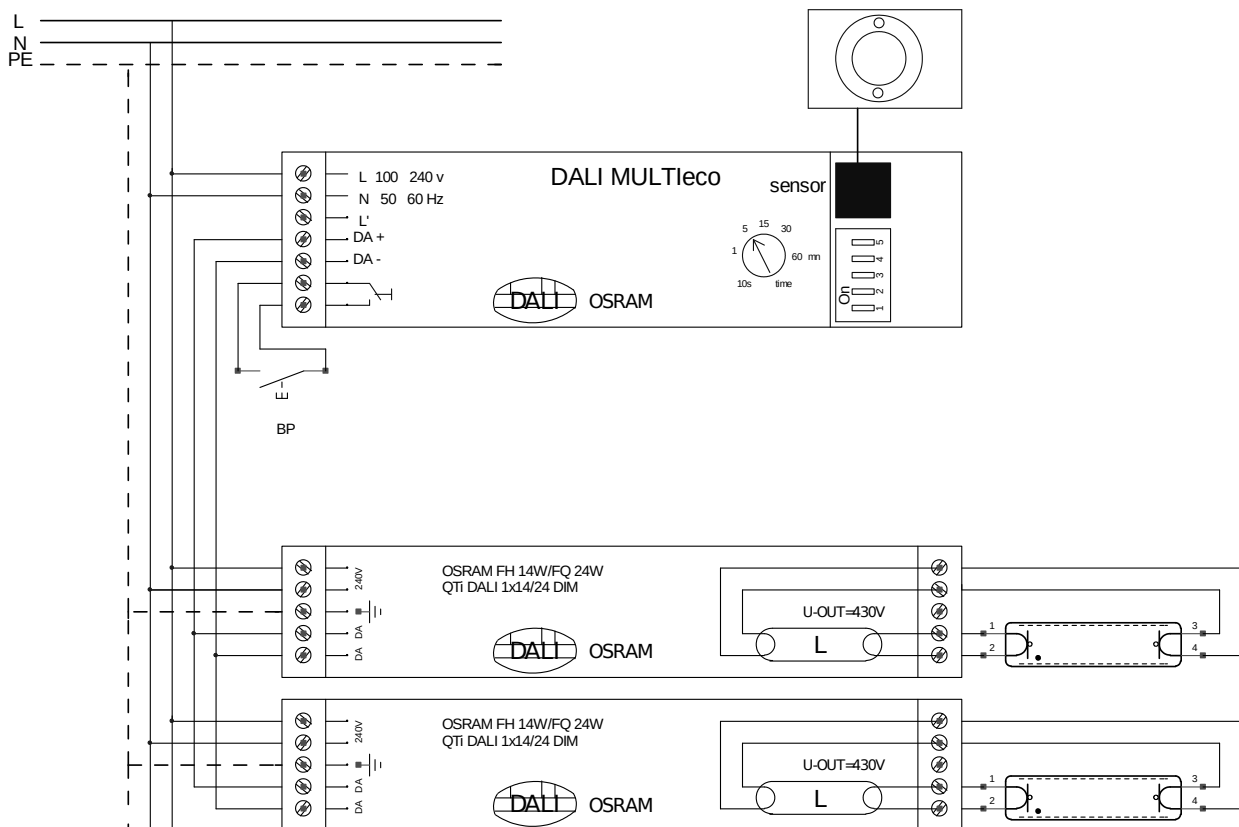 L
N
PE
DALI MULTIeco
sensor
L 100 240 v
N 50 60 Hz
L'
DA +
DA -
5 15 30
1
60 mn
10s time
5
4
3
2
1
On
DALI OSRAM
E-
BP
240V
DA
DA
OSRAM FH 14W/FQ 24W
QTi DALI 1x14/24 DIM
DALI OSRAM
U-OUT=430V
L
1
2
3
4
240V
DA
DA
OSRAM FH 14W/FQ 24W
QTi DALI 1x14/24 DIM
DALI OSRAM
U-OUT=430V
L
1
2
3
4